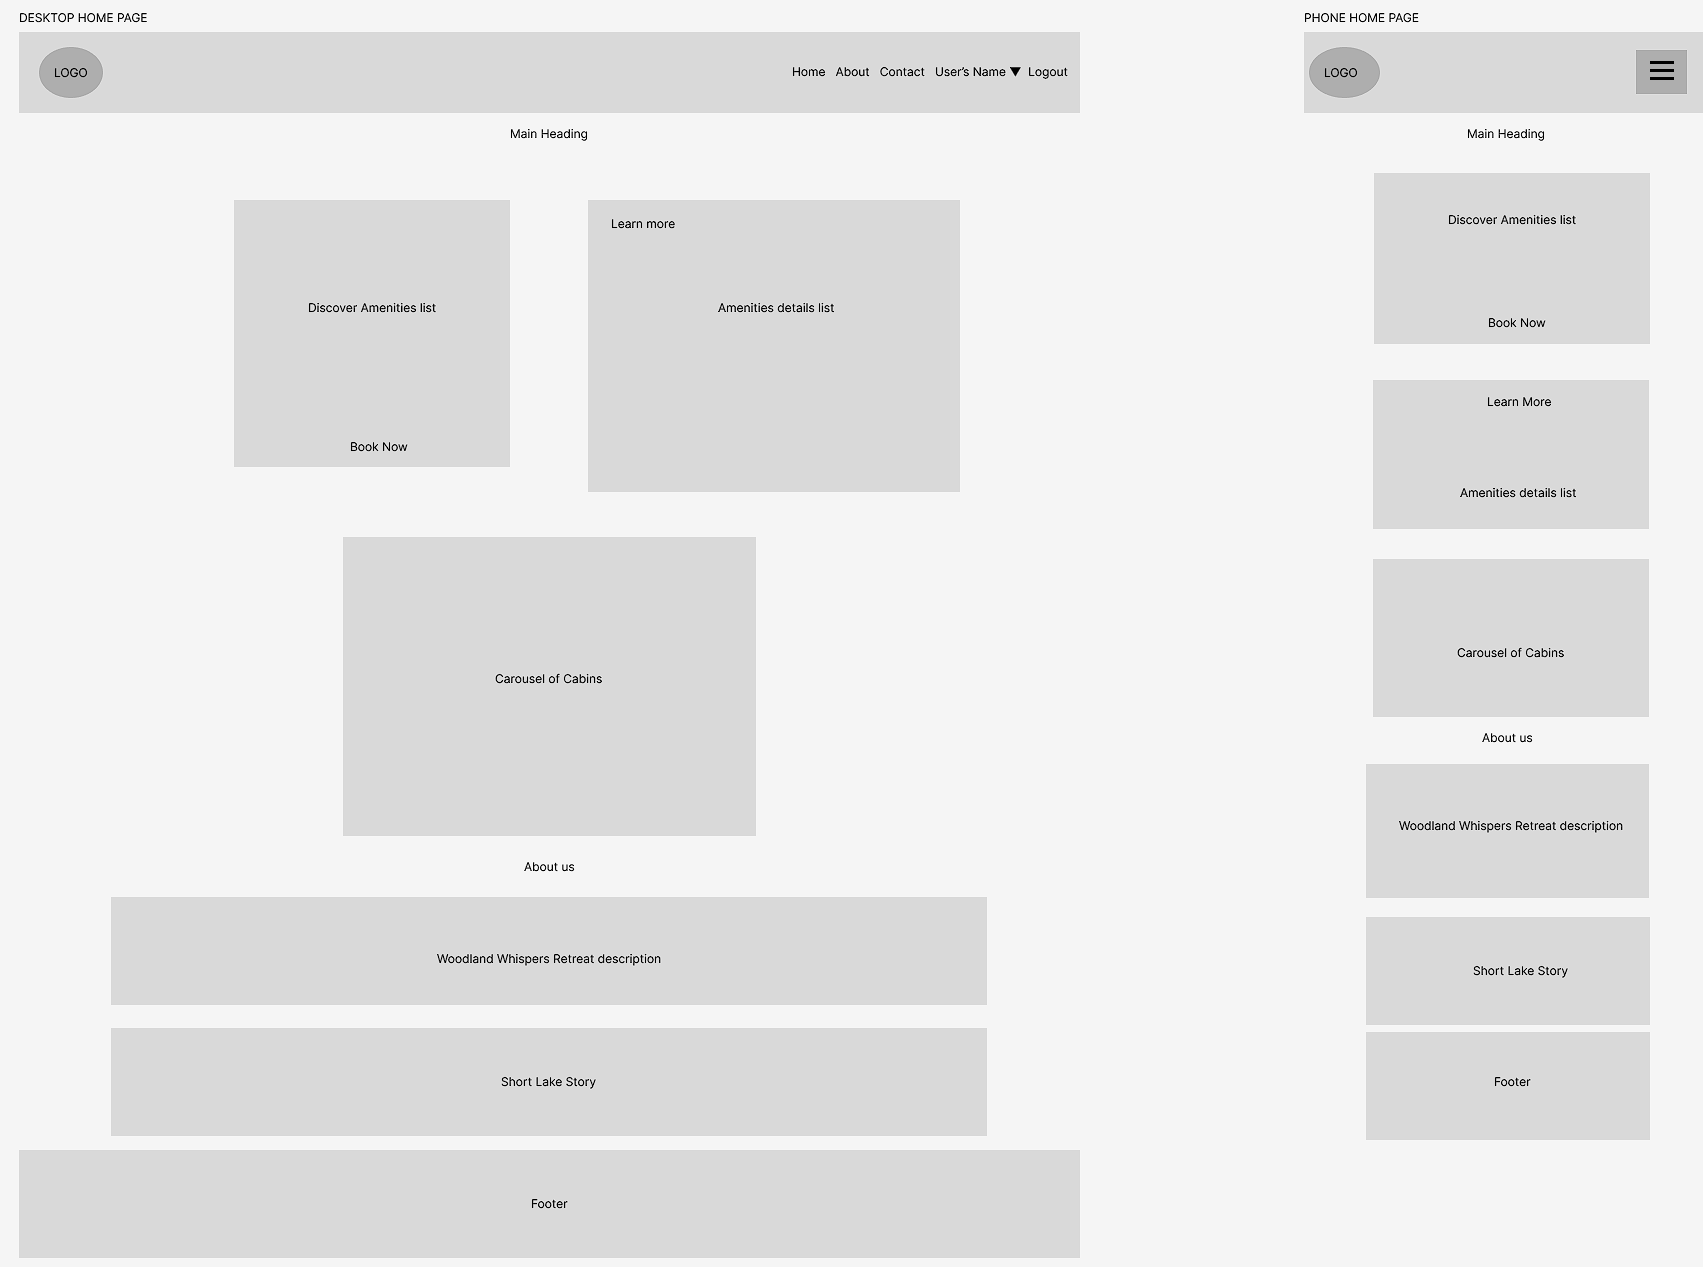 DESKTOP HOME PAGE
LOGO
Home About Contact User's Name ▼ Logout
Main Heading
Discover Amenities list
Book Now
Learn more
Amenities details list
Carousel of Cabins
About us
Woodland Whispers Retreat description
Short Lake Story
Footer
PHONE HOME PAGE
LOGO
Main Heading
Discover Amenities list
Book Now
Learn More
Amenities details list
Carousel of Cabins
About us
Woodland Whispers Retreat description
Short Lake Story
Footer